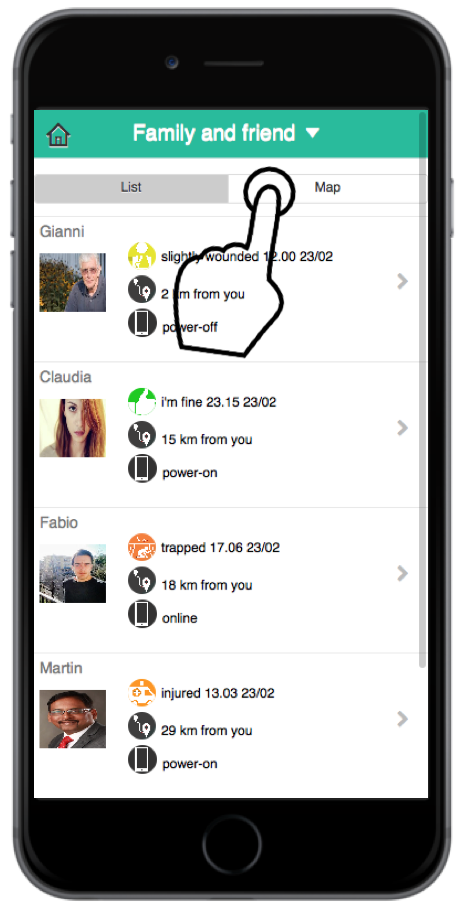 Family and friend
List Map
Gianni
slightly wounded 12.00 23/02
2 km from you
power-off
Claudia
i'm fine 23.15 23/02
15 km from you
power-on
Fabio
trapped 17.06 23/02
18 km from you
online
Martin
injured 13.03 23/02
29 km from you
power-on